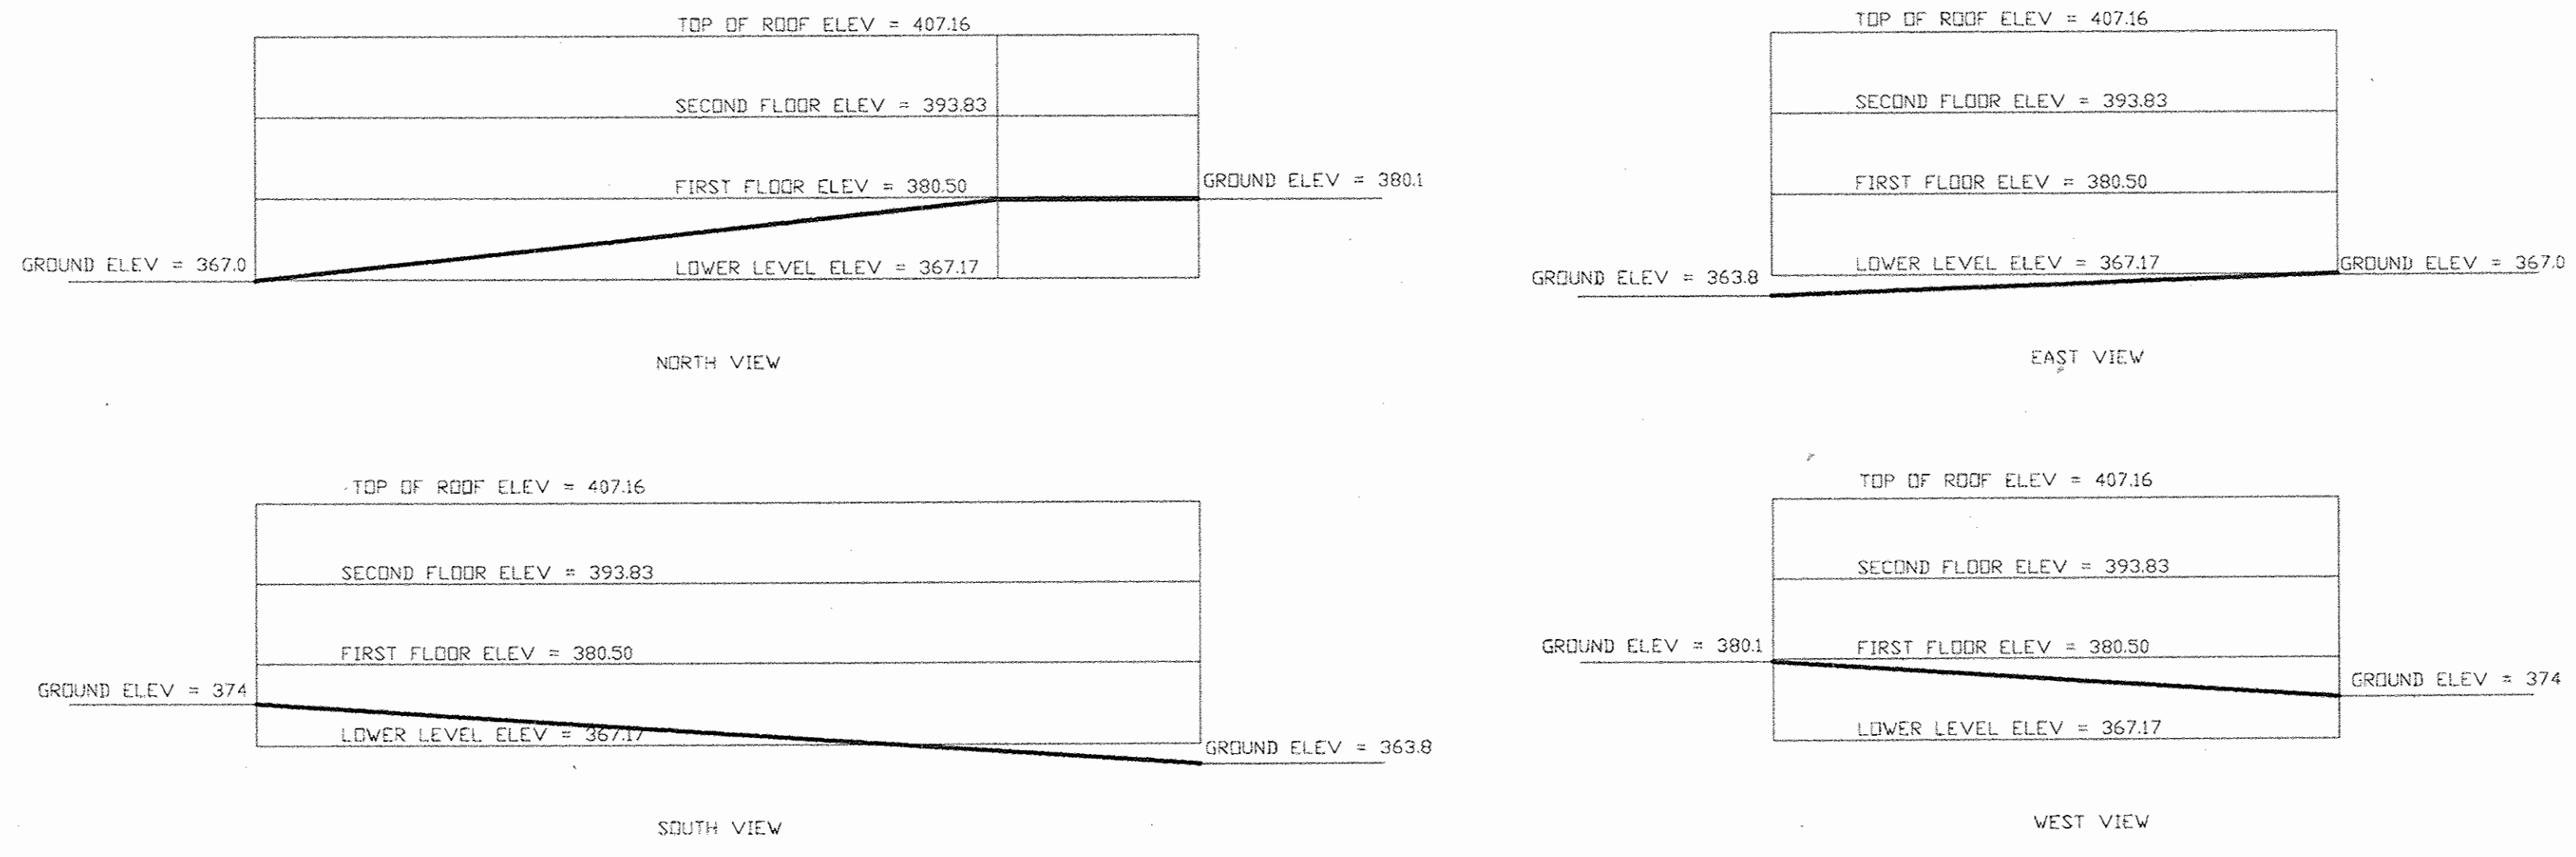 TOP OF ROOF ELEV = 407.16
SECOND FLOOR ELEV = 393.83
FIRST FLOOR ELEV = 380.50
GROUND ELEV = 380.1
GROUND ELEV = 367.0
LOWER LEVEL ELEV = 367.17
NORTH VIEW
TOP OF ROOF ELEV = 407.16
SECOND FLOOR ELEV = 393.83
FIRST FLOOR ELEV = 380.50
LOWER LEVEL ELEV = 367.17
GROUND ELEV = 363.8
GROUND ELEV = 367.0
EAST VIEW
TOP OF ROOF ELEV = 407.16
SECOND FLOOR ELEV = 393.83
FIRST FLOOR ELEV = 380.50
GROUND ELEV = 374
LOWER LEVEL ELEV = 367.17
GROUND ELEV = 363.8
SOUTH VIEW
TOP OF ROOF ELEV = 407.16
SECOND FLOOR ELEV = 393.83
GROUND ELEV = 380.1
FIRST FLOOR ELEV = 380.50
GROUND ELEV = 374
LOWER LEVEL ELEV = 367.17
WEST VIEW